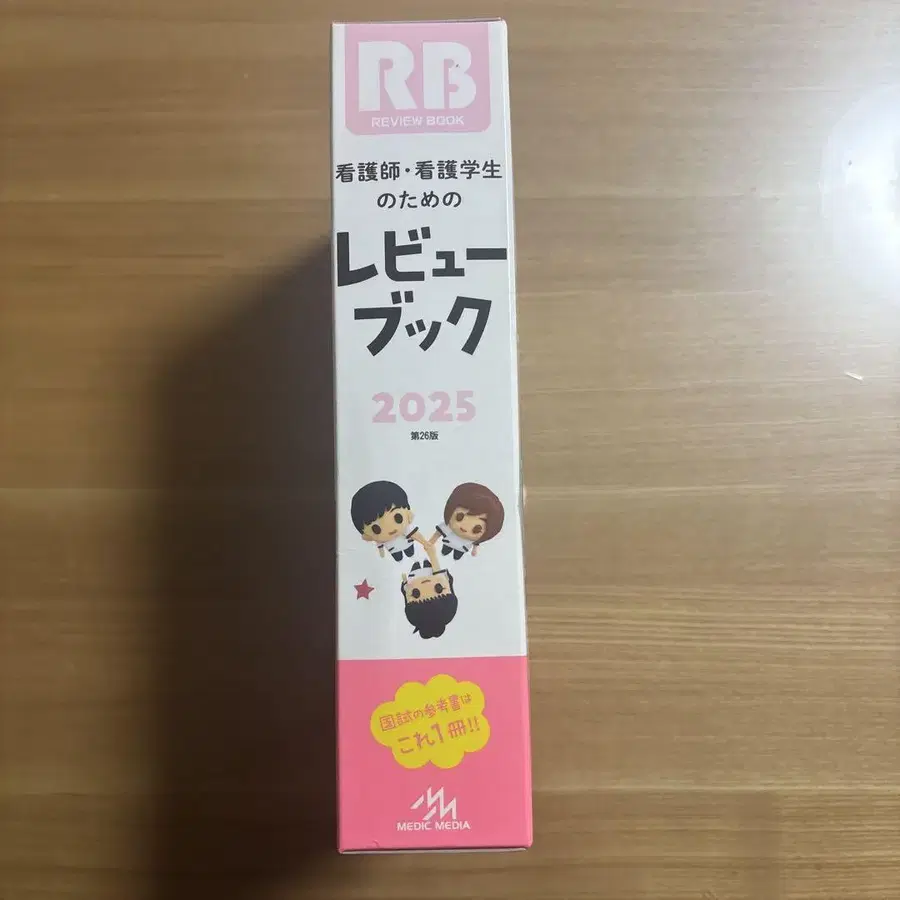 RB
REVIEW BOOK
看護師・看護学生
のための
レビュー
ブック
2025
第26版
国試の参考書は
これ1冊!!
MEDIC MEDIA